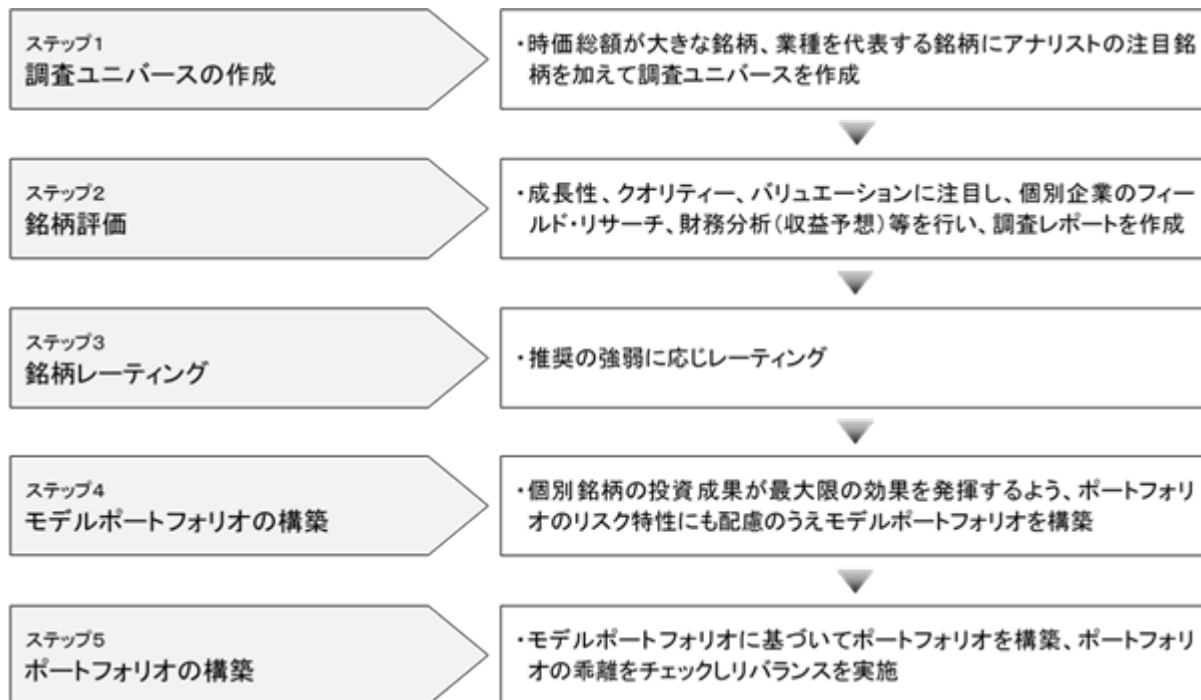 ステップ1
調査ユニバースの作成
・時価総額が大きな銘柄、業種を代表する銘柄にアナリストの注目銘
柄を加えて調査ユニバースを作成
ステップ2
銘柄評価
・成長性、クオリティー、バリュエーションに注目し、個別企業のフィー
ルド・リサーチ、財務分析(収益予想)等を行い、調査レポートを作成
ステップ3
銘柄レーティング
・推奨の強弱に応じレーティング
ステップ4
モデルポートフォリオの構築
・個別銘柄の投資成果が最大限の効果を発揮するよう、ポートフォリ
オのリスク特性にも配慮のうえモデルポートフォリオを構築
ステップ5
ポートフォリオの構築
・モデルポートフォリオに基づいてポートフォリオを構築、ポートフォリ
オの乖離をチェックしリバランスを実施